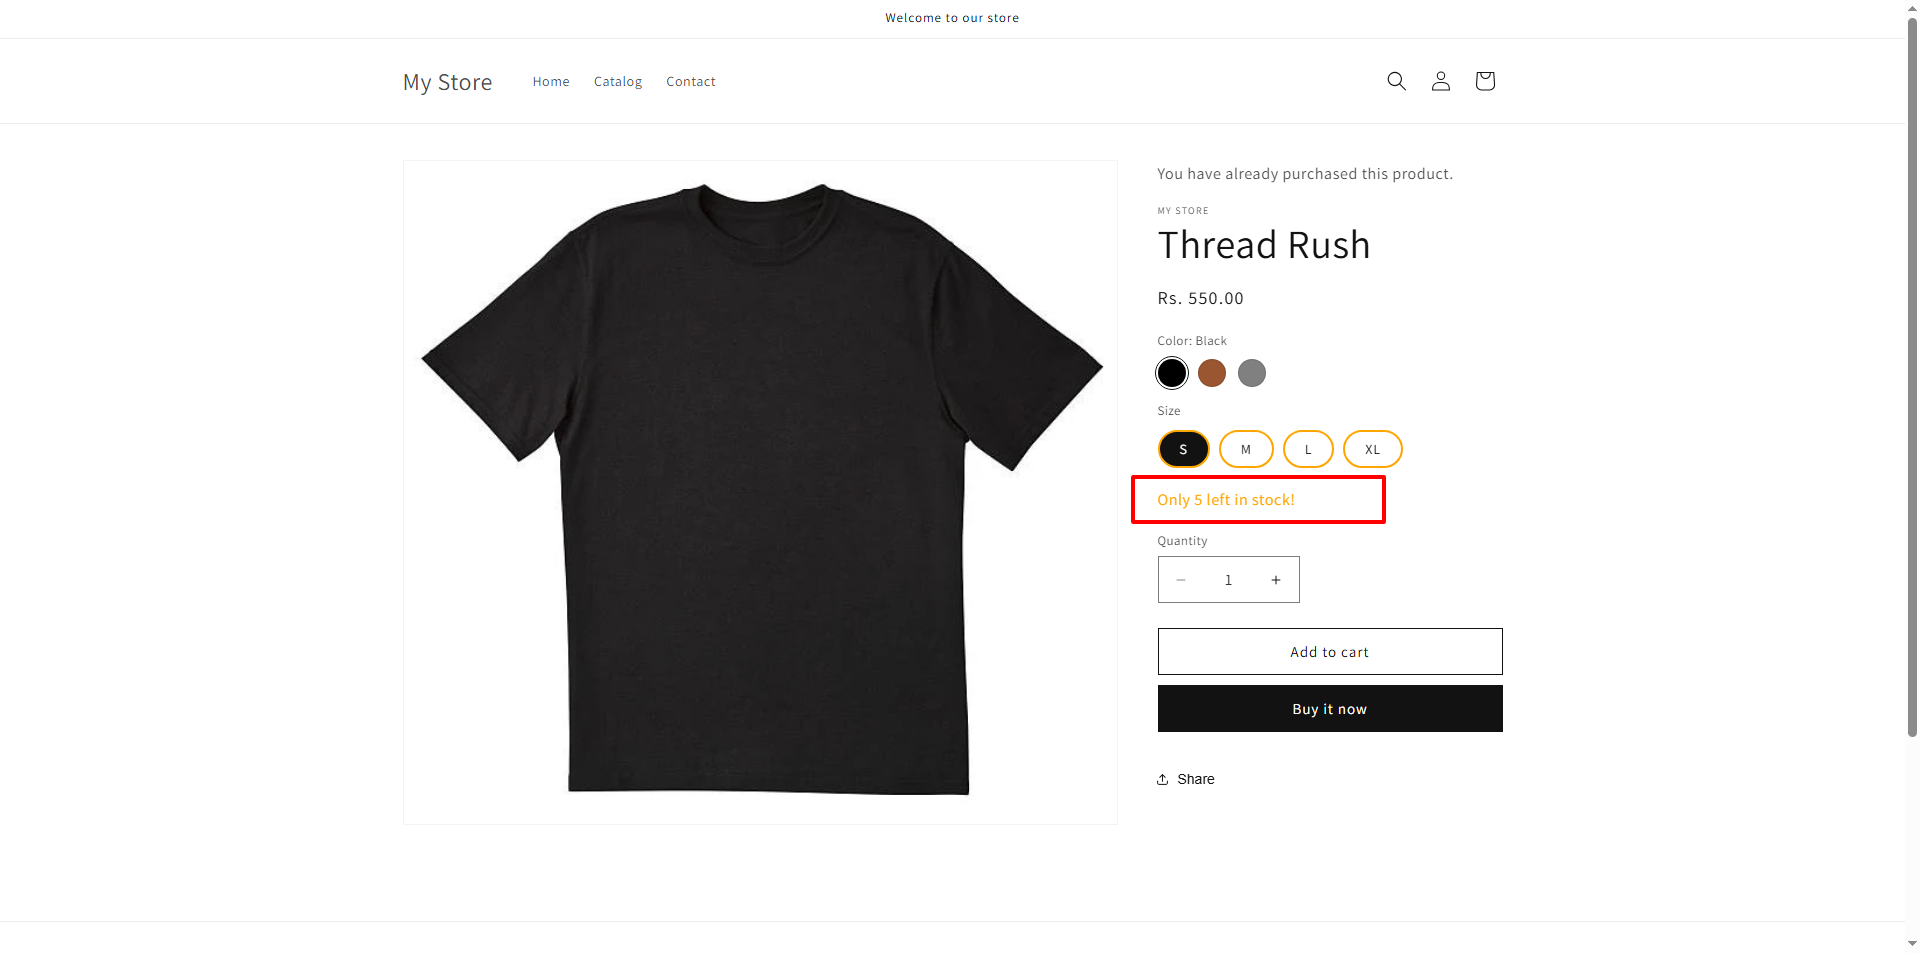 Welcome to our store
My Store
Home
Catalog
Contact
You have already purchased this product.
MY STORE
Thread Rush
Rs. 550.00
Color: Black
Size
S
M
L
XL
Only 5 left in stock!
Quantity
− 1 +
Add to cart
Buy it now
Share